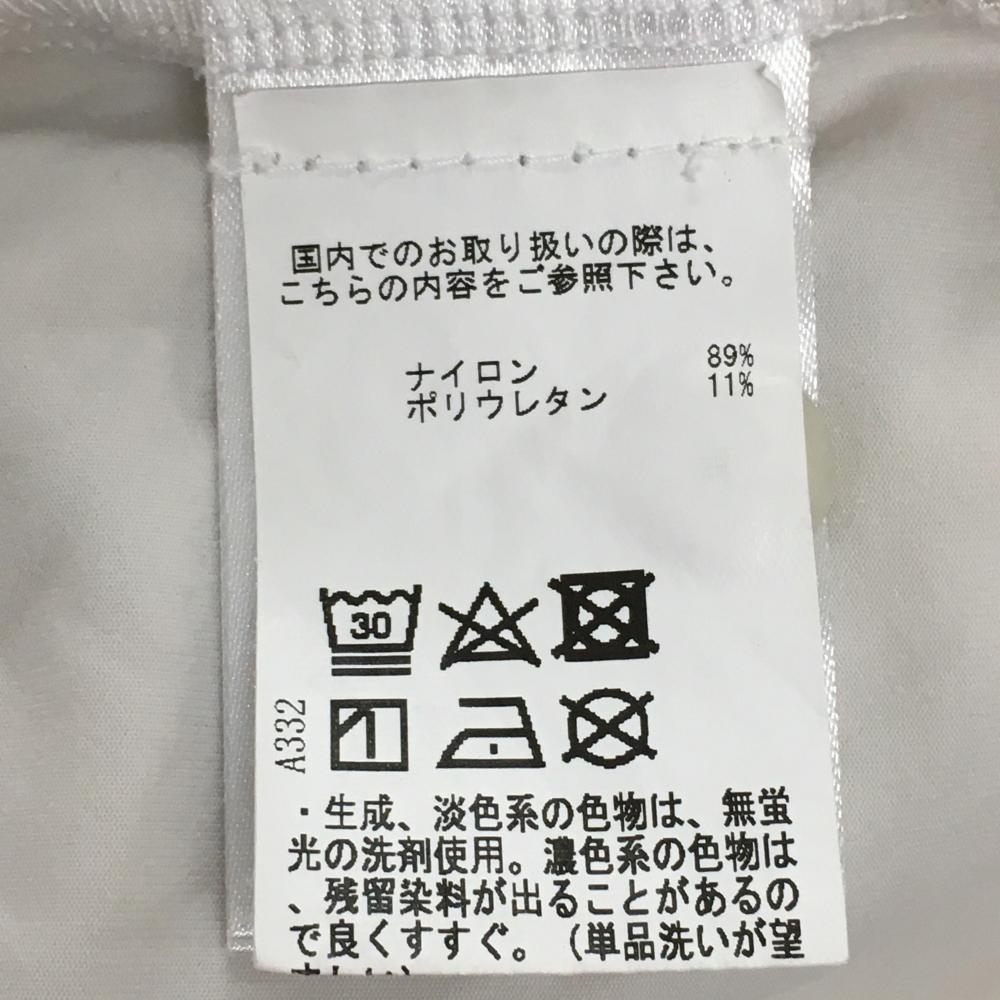 国内でのお取り扱いの際は、
こちらの内容をご参照下さい。
ナイロン 89%
ポリウレタン 11%
30
A332
・生成、淡色系の色物は、無蛍
光の洗剤使用。濃色系の色物は
、残留染料が出ることがあるの
で良くすすぐ。（単品洗いが望
ましい）